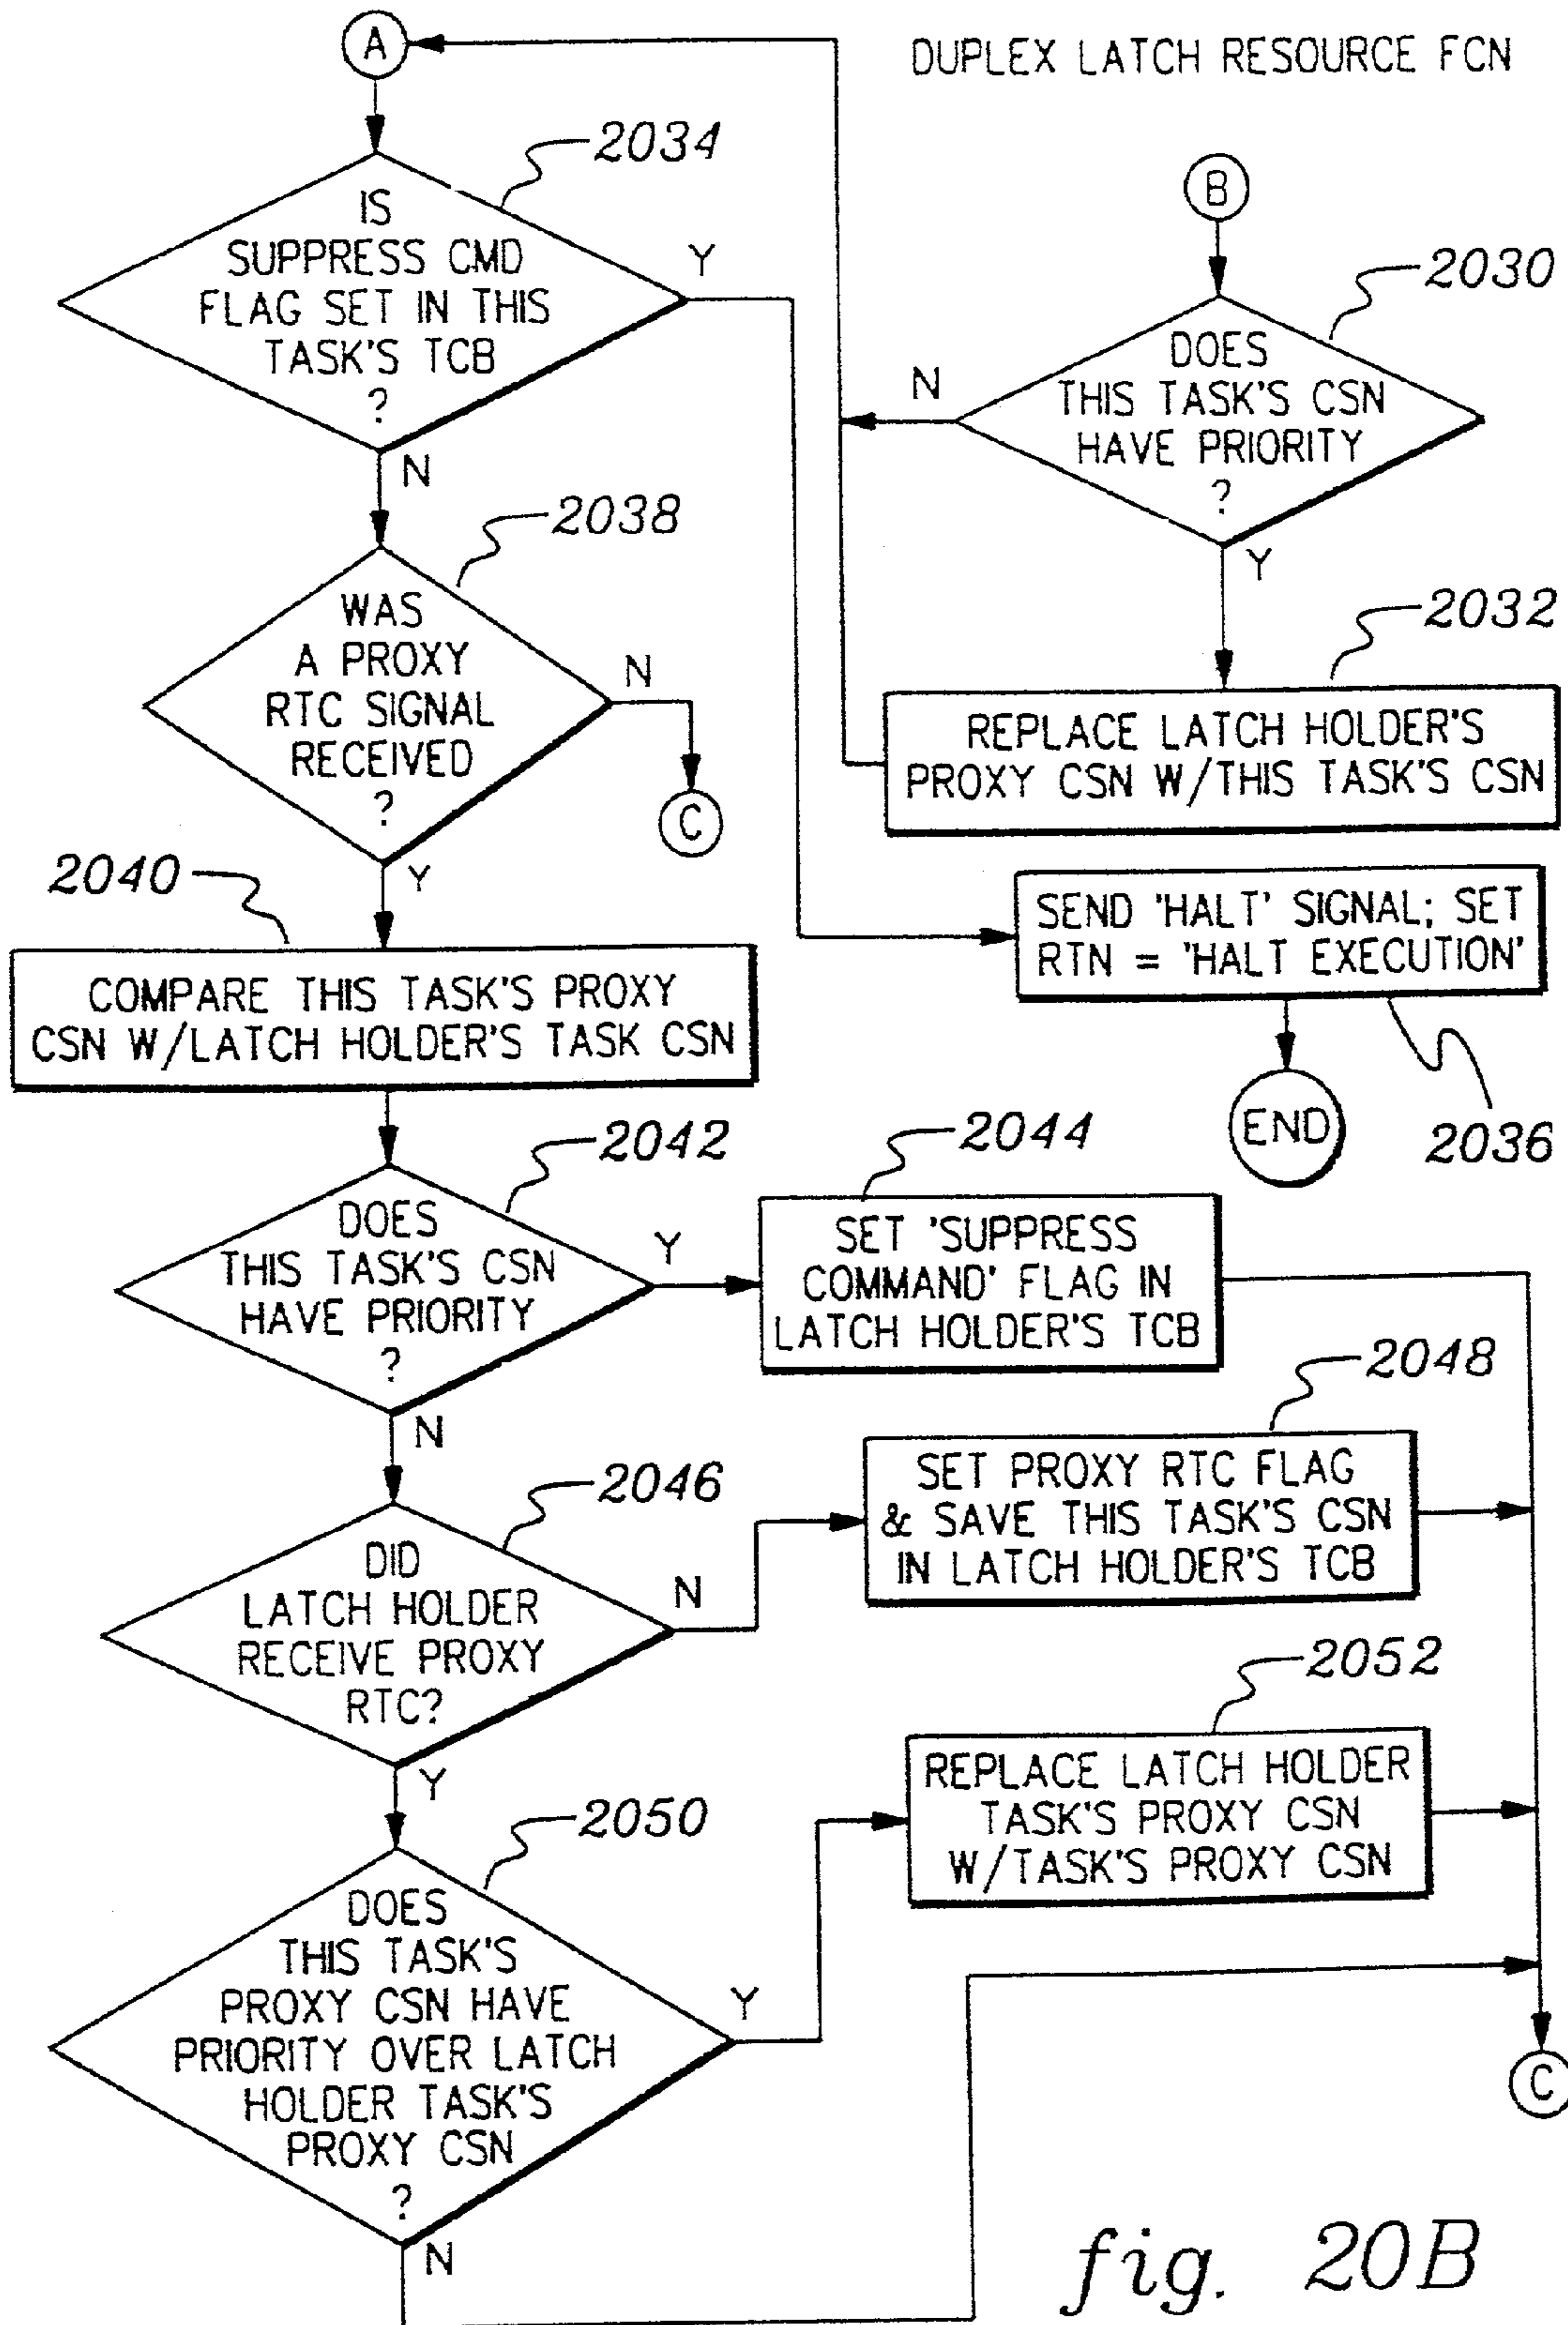 A
DUPLEX LATCH RESOURCE FCN
2034
IS
SUPPRESS CMD
FLAG SET IN THIS
TASK'S TCB
?
Y
N
B
2030
DOES
THIS TASK'S CSN
HAVE PRIORITY
?
N
Y
2038
WAS
A PROXY
RTC SIGNAL
RECEIVED
?
N
C
Y
2032
REPLACE LATCH HOLDER'S
PROXY CSN W/THIS TASK'S CSN
2040
COMPARE THIS TASK'S PROXY
CSN W/LATCH HOLDER'S TASK CSN
SEND 'HALT' SIGNAL; SET
RTN = 'HALT EXECUTION'
END
2036
2042
DOES
THIS TASK'S CSN
HAVE PRIORITY
?
Y
N
2044
SET 'SUPPRESS
COMMAND' FLAG IN
LATCH HOLDER'S TCB
2046
DID
LATCH HOLDER
RECEIVE PROXY
RTC?
N
Y
2048
SET PROXY RTC FLAG
& SAVE THIS TASK'S CSN
IN LATCH HOLDER'S TCB
2050
DOES
THIS TASK'S
PROXY CSN HAVE
PRIORITY OVER LATCH
HOLDER TASK'S
PROXY CSN
?
Y
N
2052
REPLACE LATCH HOLDER
TASK'S PROXY CSN
W/TASK'S PROXY CSN
C
fig. 20B